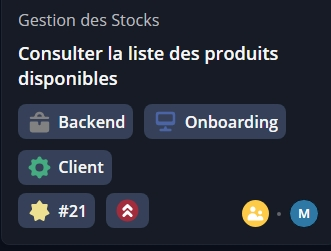 Gestion des Stocks
Consulter la liste des produits
disponibles
Backend
Onboarding
Client
#21
M